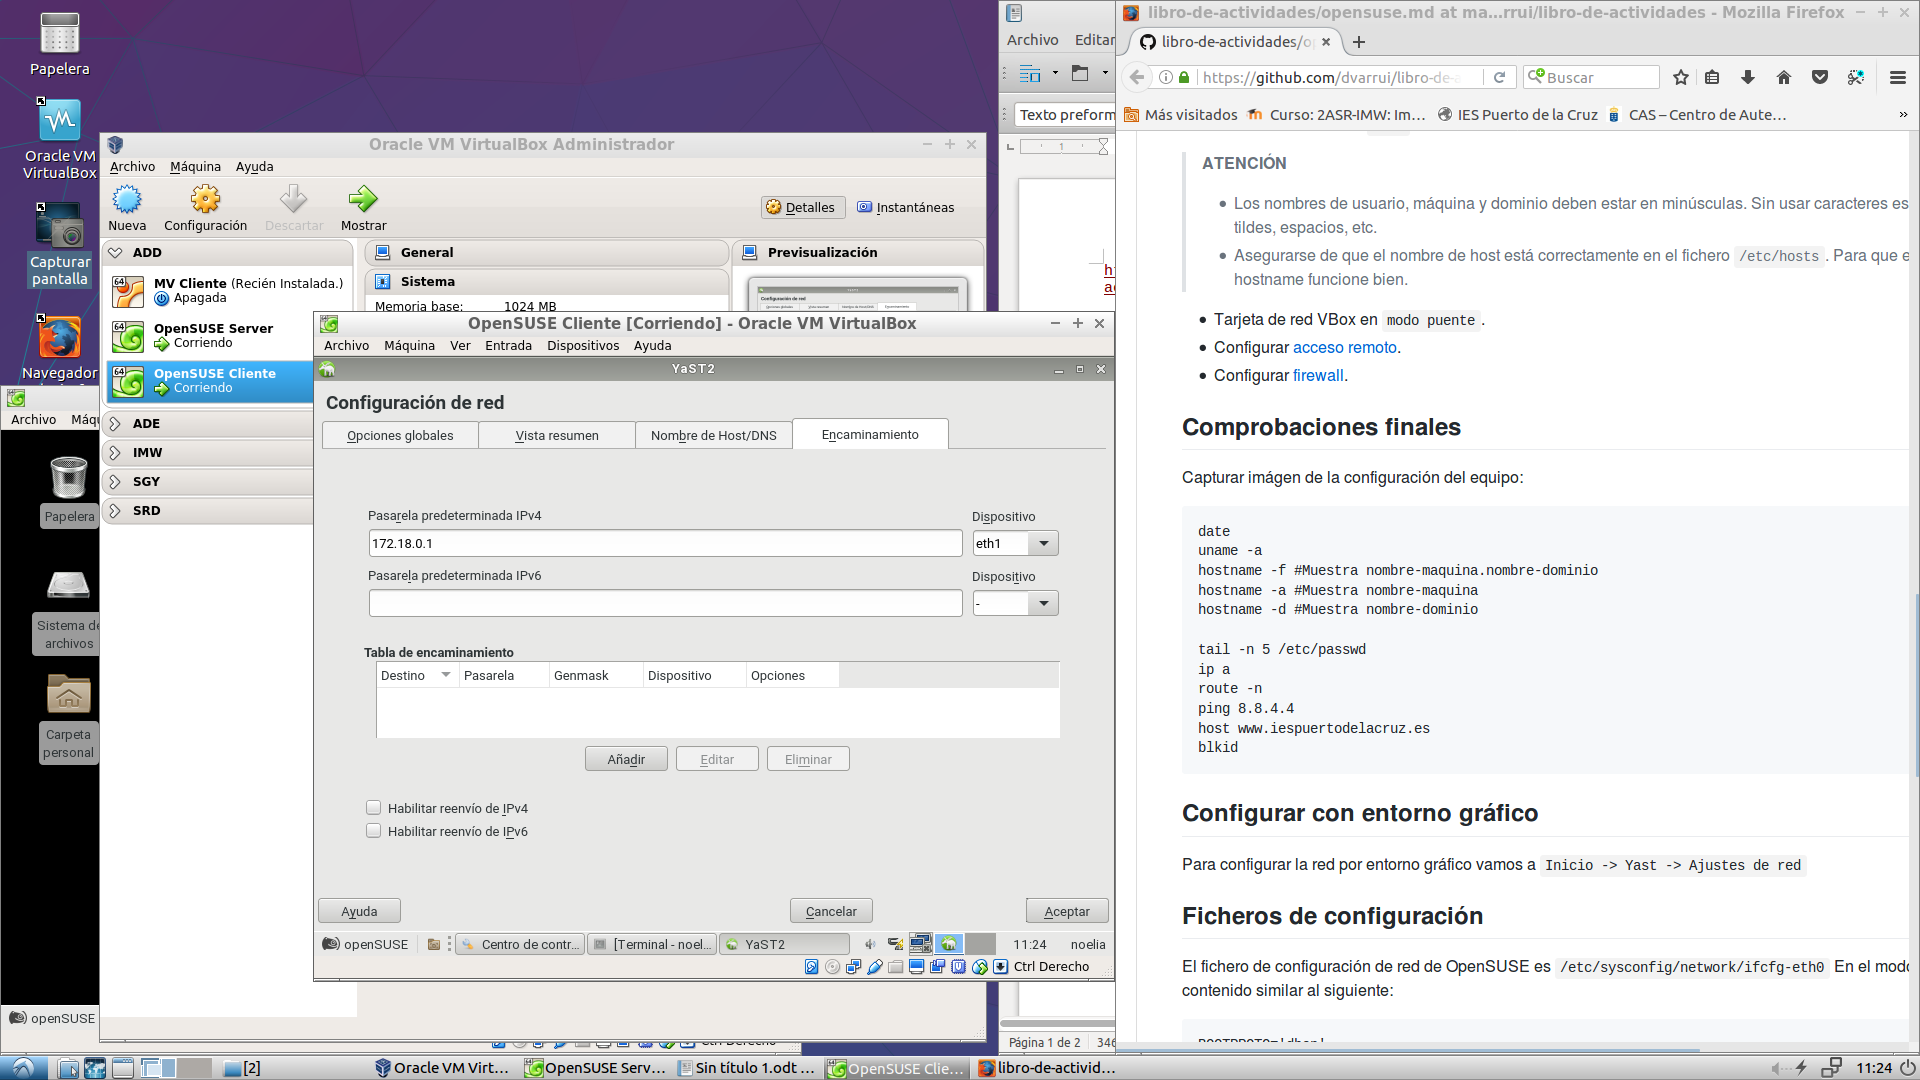 Papelera
Oracle VM
VirtualBox
Capturar
pantalla
Navegador
Archivo
Papelera
Sistema de
archivos
Carpeta
personal
openSUSE
Oracle VM VirtualBox Administrador
Archivo Máquina Ayuda
Nueva Configuración Descartar Mostrar
Detalles Instantáneas
ADD
MV Cliente (Recién Instalada.)
Apagada
OpenSUSE Server
Corriendo
OpenSUSE Cliente
Corriendo
ADE
IMW
SGY
SRD
General
Sistema
Memoria base: 1024 MB
Previsualización
OpenSUSE Cliente [Corriendo] - Oracle VM VirtualBox
Archivo Máquina Ver Entrada Dispositivos Ayuda
YaST2
Configuración de red
Opciones globales Vista resumen Nombre de Host/DNS Encaminamiento
Pasarela predeterminada IPv4 Dispositivo
172.18.0.1 eth1
Pasarela predeterminada IPv6 Dispositivo
-
Tabla de encaminamiento
Destino Pasarela Genmask Dispositivo Opciones
Añadir Editar Eliminar
Habilitar reenvío de IPv4
Habilitar reenvío de IPv6
Ayuda Cancelar Aceptar
openSUSE Centro de contr... [Terminal - noel... YaST2 11:24 noelia
Ctrl Derecho
Archivo Editar
Texto preform
1
Página 1 de 2 346
libro-de-actividades/opensuse.md at ma...rrui/libro-de-actividades - Mozilla Firefox
libro-de-actividades/o
https://github.com/dvarrui/libro-de-a Buscar
Más visitados Curso: 2ASR-IMW: Im... IES Puerto de la Cruz CAS – Centro de Aute... »
ATENCIÓN
Los nombres de usuario, máquina y dominio deben estar en minúsculas. Sin usar caracteres es
tildes, espacios, etc.
Asegurarse de que el nombre de host está correctamente en el fichero /etc/hosts. Para que e
hostname funcione bien.
Tarjeta de red VBox en modo puente.
Configurar acceso remoto.
Configurar firewall.
Comprobaciones finales
Capturar imágen de la configuración del equipo:
date
uname -a
hostname -f #Muestra nombre-maquina.nombre-dominio
hostname -a #Muestra nombre-maquina
hostname -d #Muestra nombre-dominio
tail -n 5 /etc/passwd
ip a
route -n
ping 8.8.4.4
host www.iespuertodelacruz.es
blkid
Configurar con entorno gráfico
Para configurar la red por entorno gráfico vamos a Inicio -> Yast -> Ajustes de red
Ficheros de configuración
El fichero de configuración de red de OpenSUSE es /etc/sysconfig/network/ifcfg-eth0 En el modo
contenido similar al siguiente:
[2] Oracle VM Virt... OpenSUSE Serv... Sin título 1.odt ... OpenSUSE Clie... libro-de-activid... 11:24